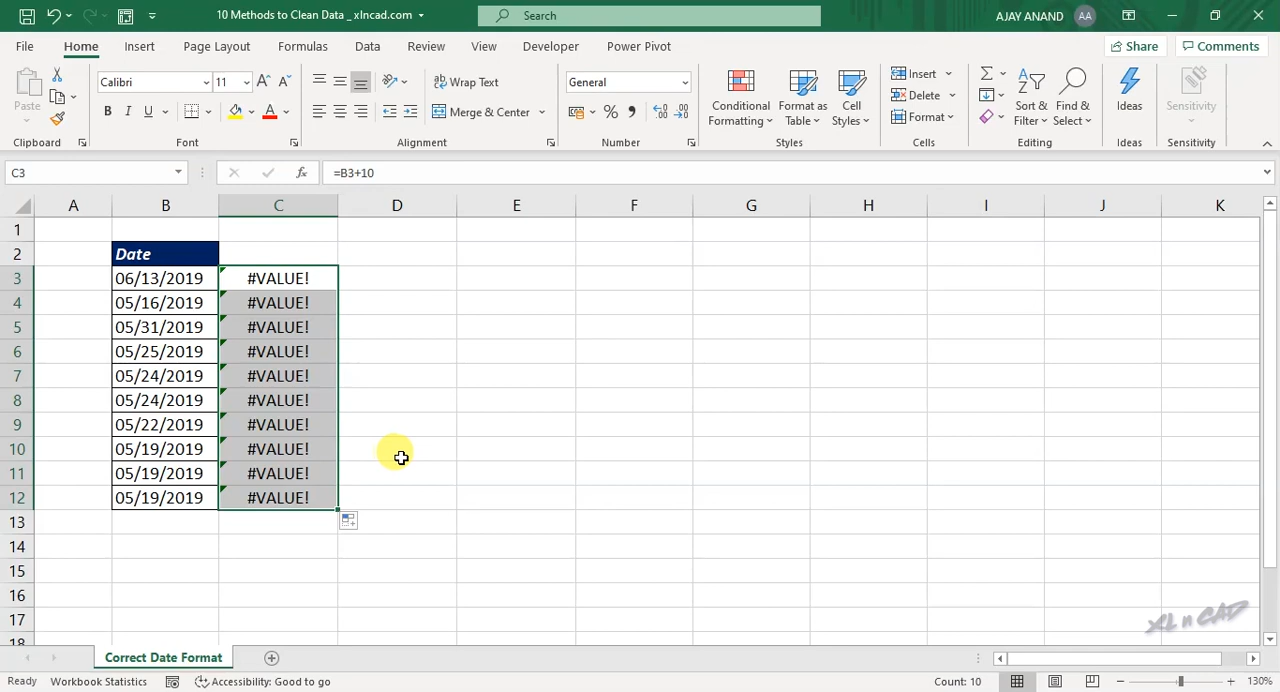 10 Methods to Clean Data _ xlncad.com
Search
AJAY ANAND AA
File Home Insert Page Layout Formulas Data Review View Developer Power Pivot Share Comments
Paste
Calibri 11
B I U
Wrap Text
Merge & Center
General
Conditional Formatting
Format as Table
Cell Styles
Insert
Delete
Format
Sort & Filter
Find & Select
Ideas
Sensitivity
Clipboard Font Alignment Number Styles Cells Editing Ideas Sensitivity
C3 fx =B3+10
A B C D E F G H I J K
1
2 Date
3 06/13/2019 #VALUE!
4 05/16/2019 #VALUE!
5 05/31/2019 #VALUE!
6 05/25/2019 #VALUE!
7 05/24/2019 #VALUE!
8 05/24/2019 #VALUE!
9 05/22/2019 #VALUE!
10 05/19/2019 #VALUE!
11 05/19/2019 #VALUE!
12 05/19/2019 #VALUE!
13
14
15
16
17
18
XL n CAD
Correct Date Format
Ready Workbook Statistics Accessibility: Good to go Count: 10 130%